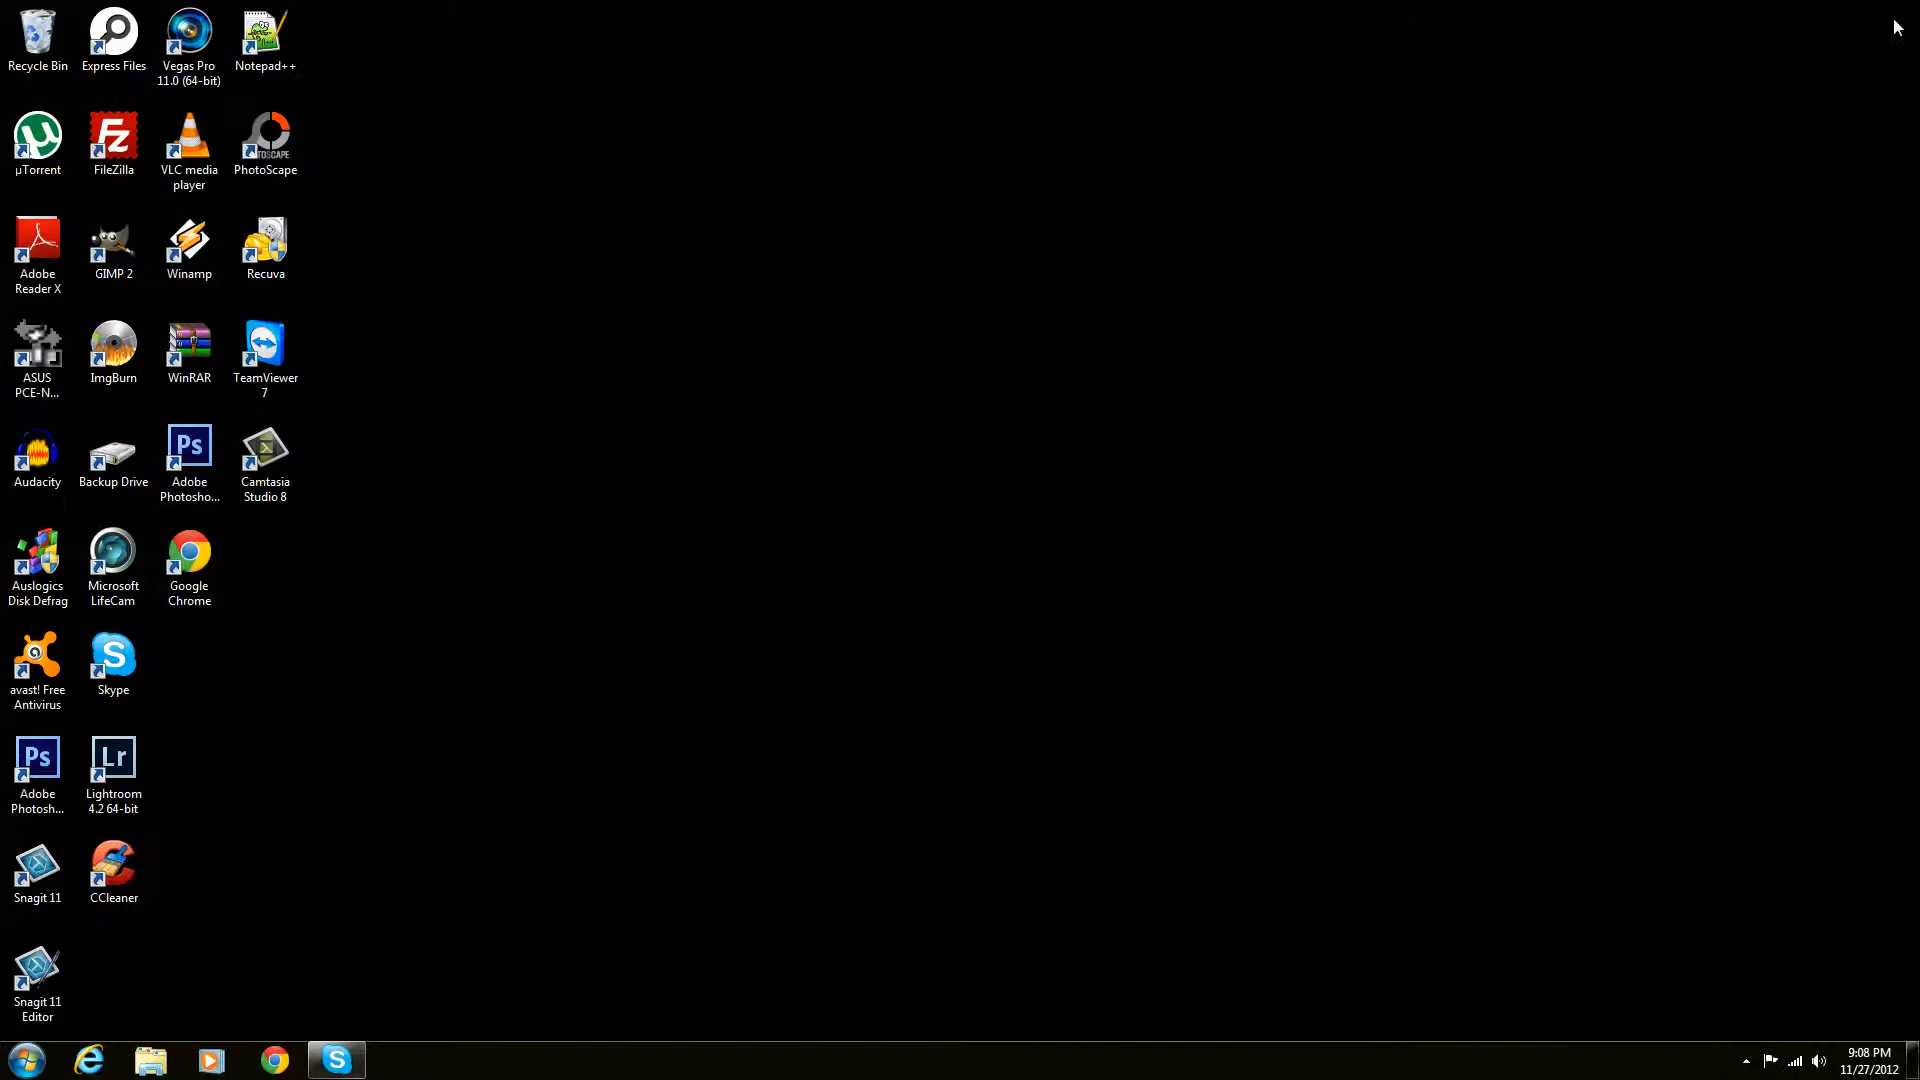 Recycle Bin
Express Files
Vegas Pro
11.0 (64-bit)
Notepad++
µTorrent
FileZilla
VLC media
player
PhotoScape
Adobe
Reader X
GIMP 2
Winamp
Recuva
ASUS
PCE-N...
ImgBurn
WinRAR
TeamViewer
7
Audacity
Backup Drive
Ps
Adobe
Photosho...
Camtasia
Studio 8
Auslogics
Disk Defrag
Microsoft
LifeCam
Google
Chrome
avast! Free
Antivirus
Skype
Ps
Adobe
Photosh...
Lr
Lightroom
4.2 64-bit
Snagit 11
CCleaner
Snagit 11
Editor
9:08 PM
11/27/2012